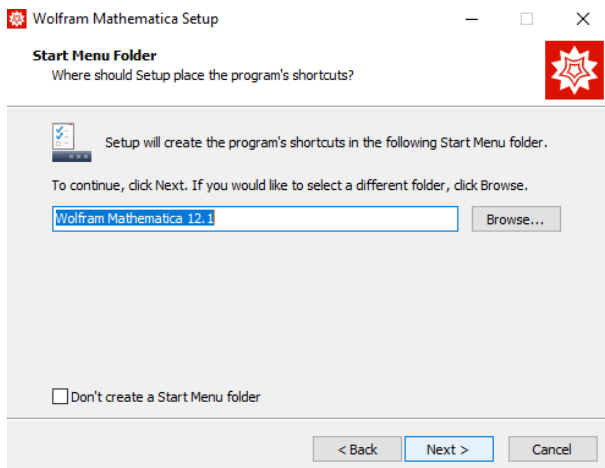 Wolfram Mathematica Setup
Start Menu Folder
Where should Setup place the program's shortcuts?
Setup will create the program's shortcuts in the following Start Menu folder.
To continue, click Next. If you would like to select a different folder, click Browse.
Wolfram Mathematica 12.1
Browse...
Don't create a Start Menu folder
< Back
Next >
Cancel